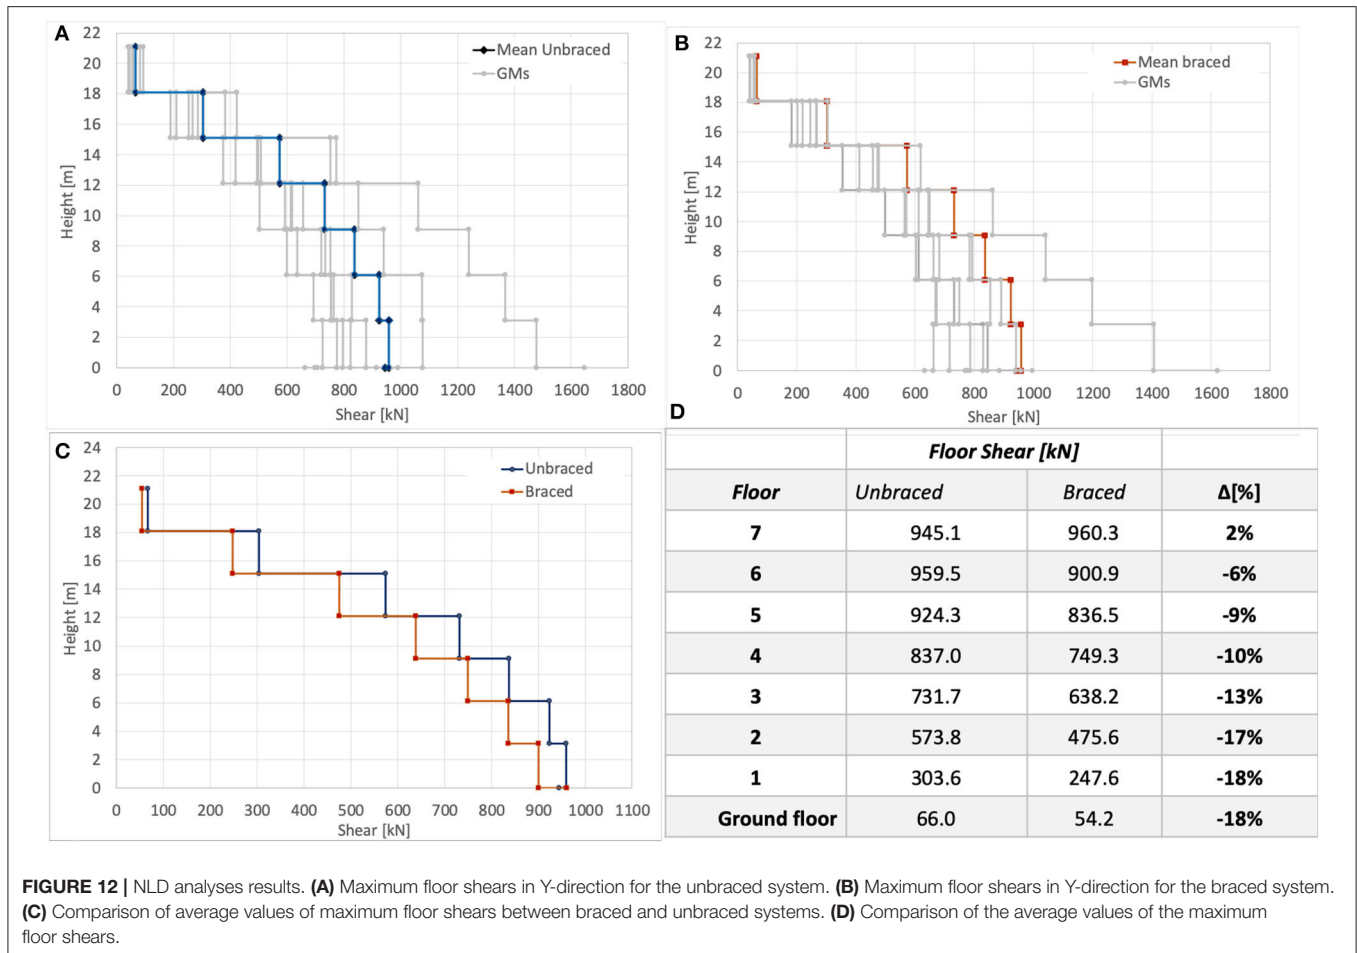 A
22
20
18
16
14
12
10
8
6
4
2
0
Height [m]
Mean Unbraced
GMs
0 200 400 600 800 1000 1200 1400 1600 1800
Shear [kN]
B
22
20
18
16
14
12
10
8
6
4
2
0
Height [m]
Mean braced
GMs
0 200 400 600 800 1000 1200 1400 1600 1800
Shear [kN]
C
24
22
20
18
16
14
12
10
8
6
4
2
0
Height [m]
Unbraced
Braced
0 100 200 300 400 500 600 700 800 900 1000 1100
Shear [kN]
D
Floor Shear [kN]
Floor Unbraced Braced Δ[%]
7 945.1 960.3 2%
6 959.5 900.9 -6%
5 924.3 836.5 -9%
4 837.0 749.3 -10%
3 731.7 638.2 -13%
2 573.8 475.6 -17%
1 303.6 247.6 -18%
Ground floor 66.0 54.2 -18%
FIGURE 12 | NLD analyses results. (A) Maximum floor shears in Y-direction for the unbraced system. (B) Maximum floor shears in Y-direction for the braced system.
(C) Comparison of average values of maximum floor shears between braced and unbraced systems. (D) Comparison of the average values of the maximum
floor shears.